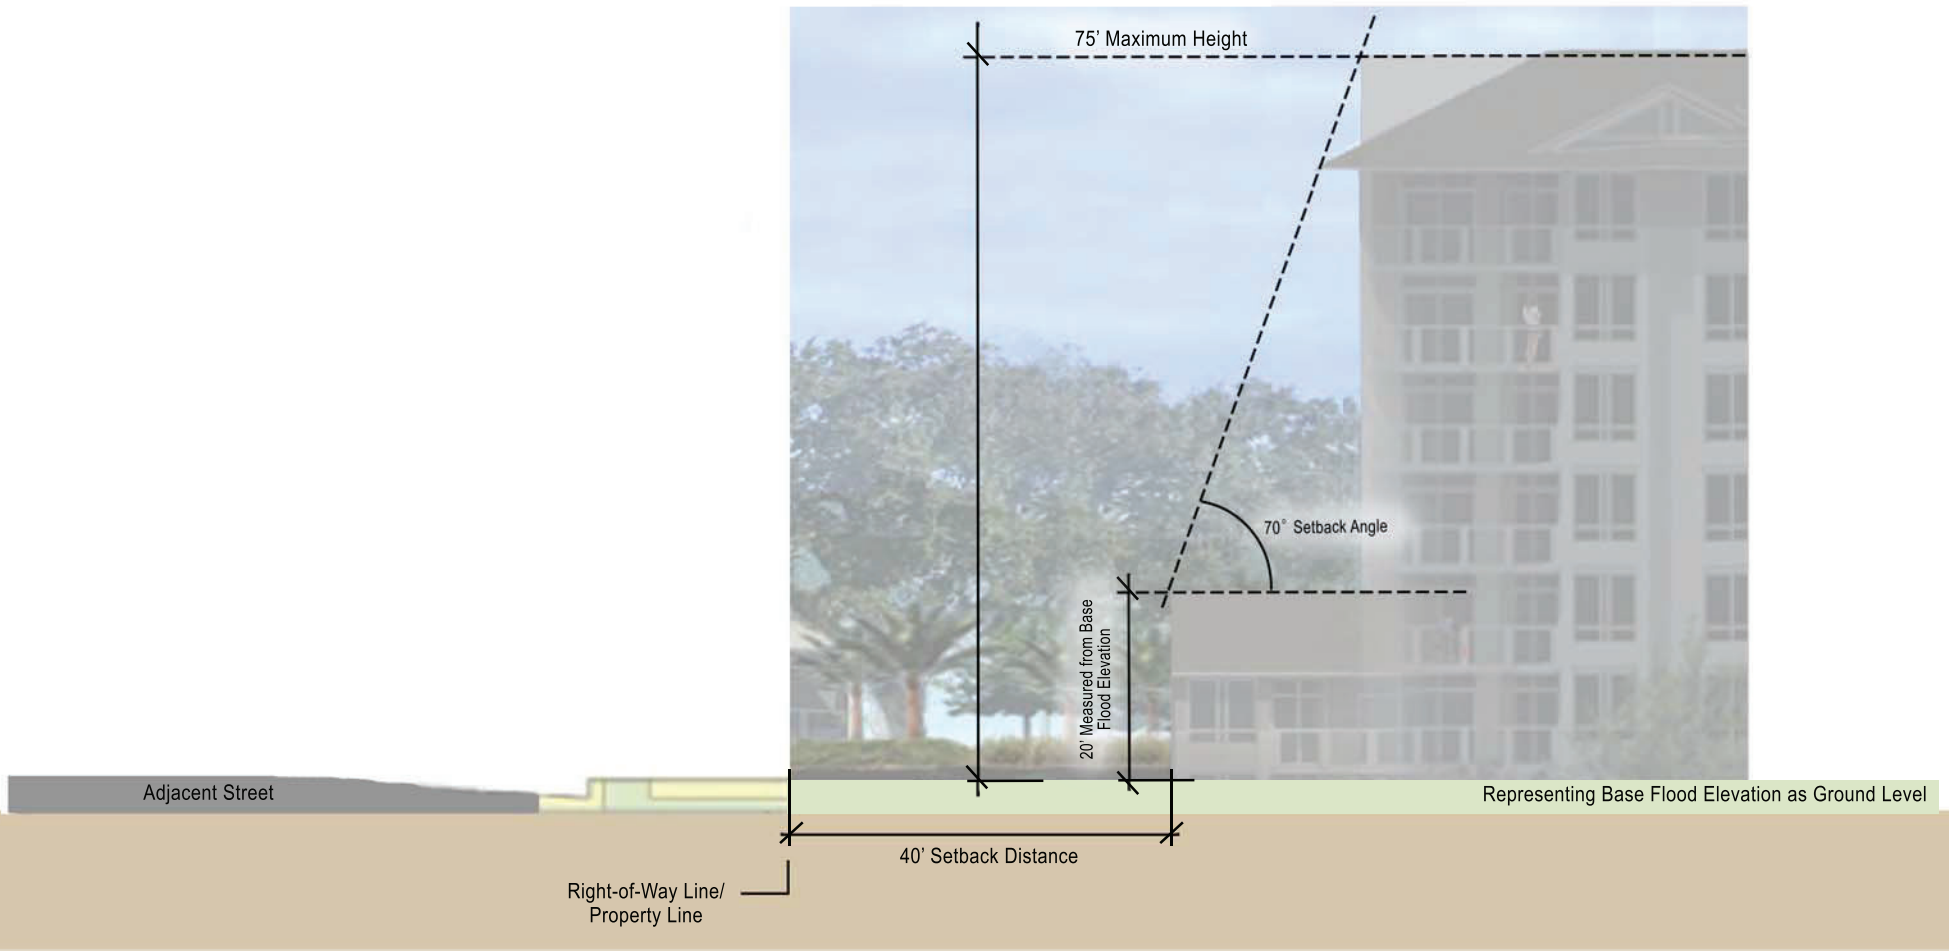 75’ Maximum Height
70° Setback Angle
20’ Measured from Base
Flood Elevation
Adjacent Street
Representing Base Flood Elevation as Ground Level
40’ Setback Distance
Right-of-Way Line/
Property Line